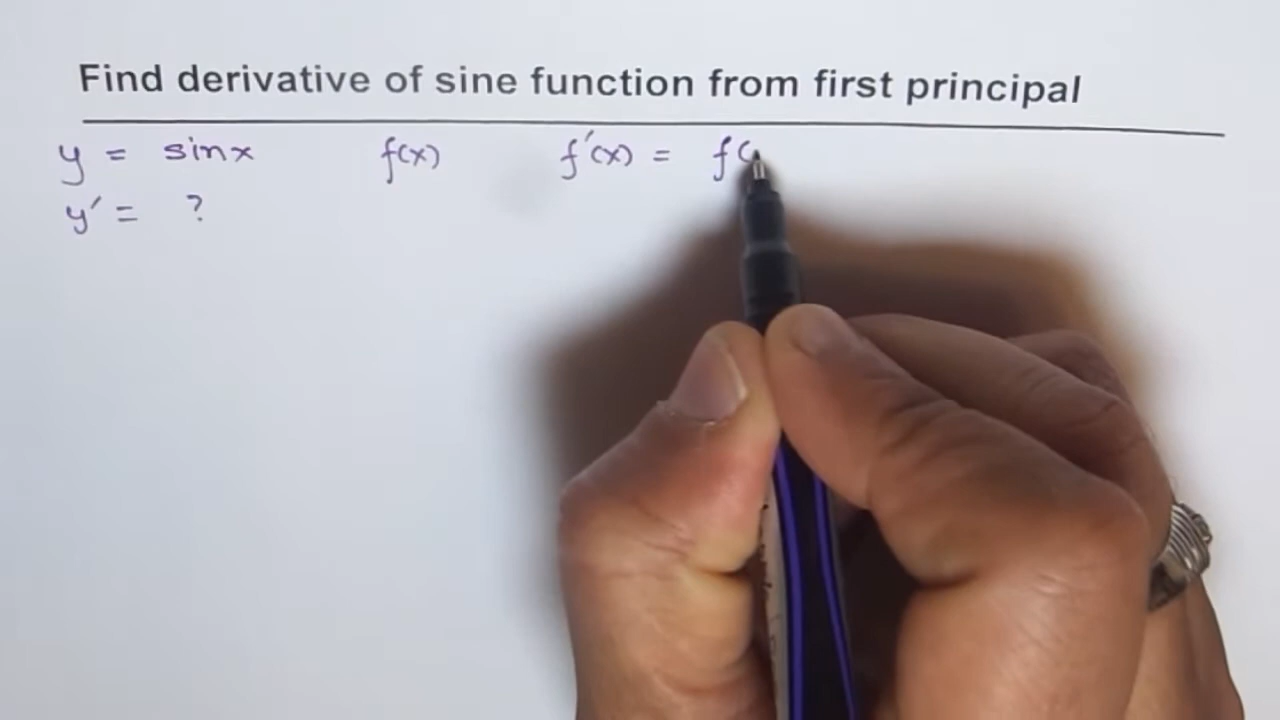 Find derivative of sine function from first principal
y = sinx f(x) f'(x) = f(
y' = ?